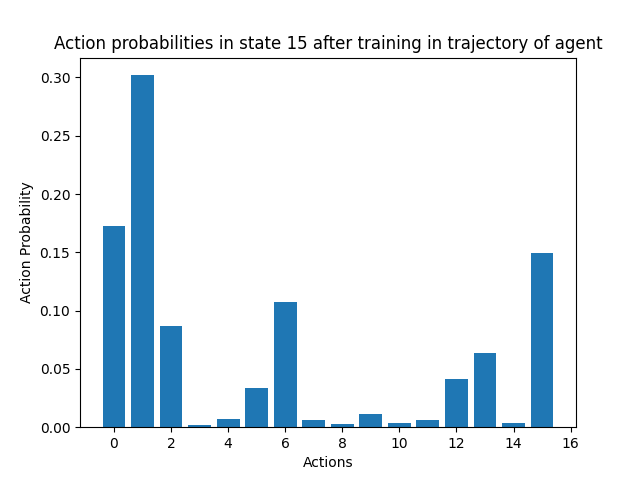 Action probabilities in state 15 after training in trajectory of agent
0.30
0.25
0.20
0.15
0.10
0.05
0.00
Action Probability
0 2 4 6 8 10 12 14 16
Actions